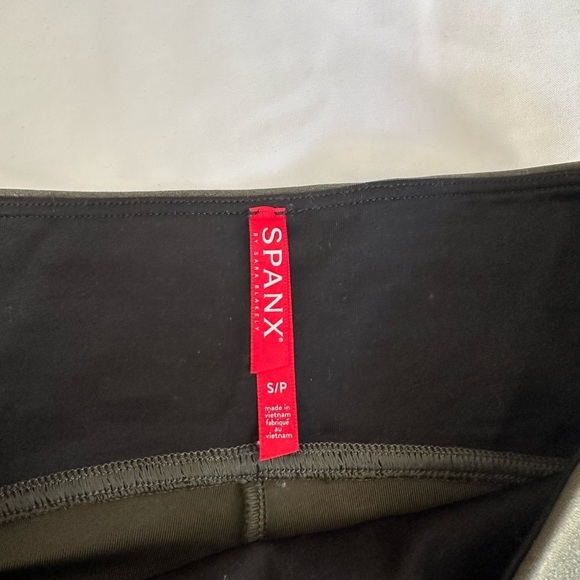 SPANX®
BY SARA BLAKELY
S/P
made in
vietnam
fabriqué
au
vietnam